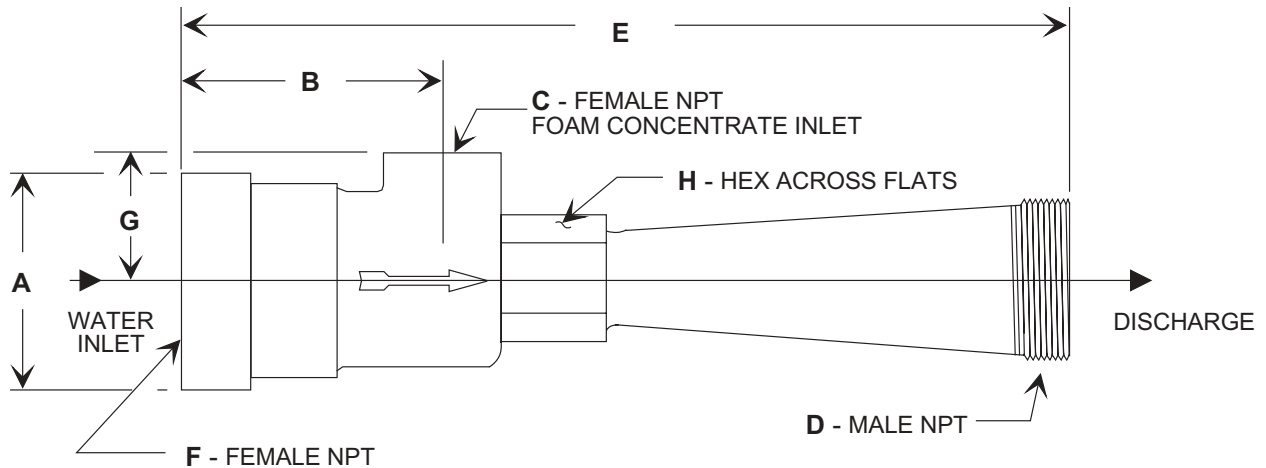 E
B
C - FEMALE NPT
FOAM CONCENTRATE INLET
H - HEX ACROSS FLATS
G
A
WATER
INLET
DISCHARGE
D - MALE NPT
F - FEMALE NPT